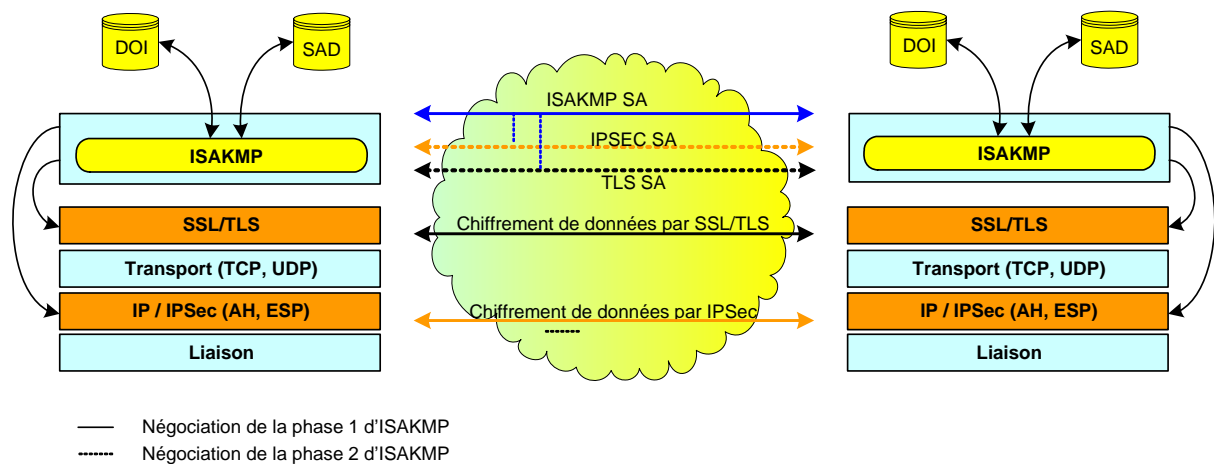 DOI
SAD
ISAKMP
SSL/TLS
Transport (TCP, UDP)
IP / IPSec (AH, ESP)
Liaison
ISAKMP SA
IPSEC SA
TLS SA
Chiffrement de données par SSL/TLS
Chiffrement de données par IPSec
DOI
SAD
ISAKMP
SSL/TLS
Transport (TCP, UDP)
IP / IPSec (AH, ESP)
Liaison
Négociation de la phase 1 d'ISAKMP
Négociation de la phase 2 d'ISAKMP